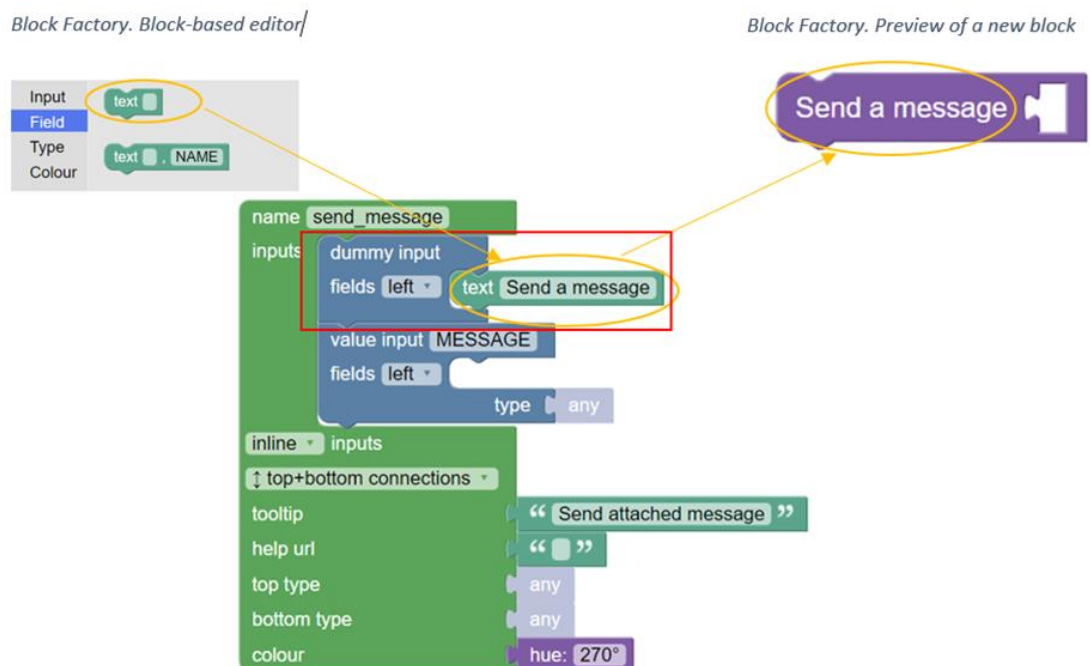 Block Factory. Block-based editor
Block Factory. Preview of a new block
Input
Field
Type
Colour
text
text , NAME
Send a message
name send_message
inputs
dummy input
fields left
text Send a message
value input MESSAGE
fields left
type any
inline inputs
↕ top+bottom connections
tooltip
“ Send attached message ”
help url
“ ”
top type
any
bottom type
any
colour
hue: 270°